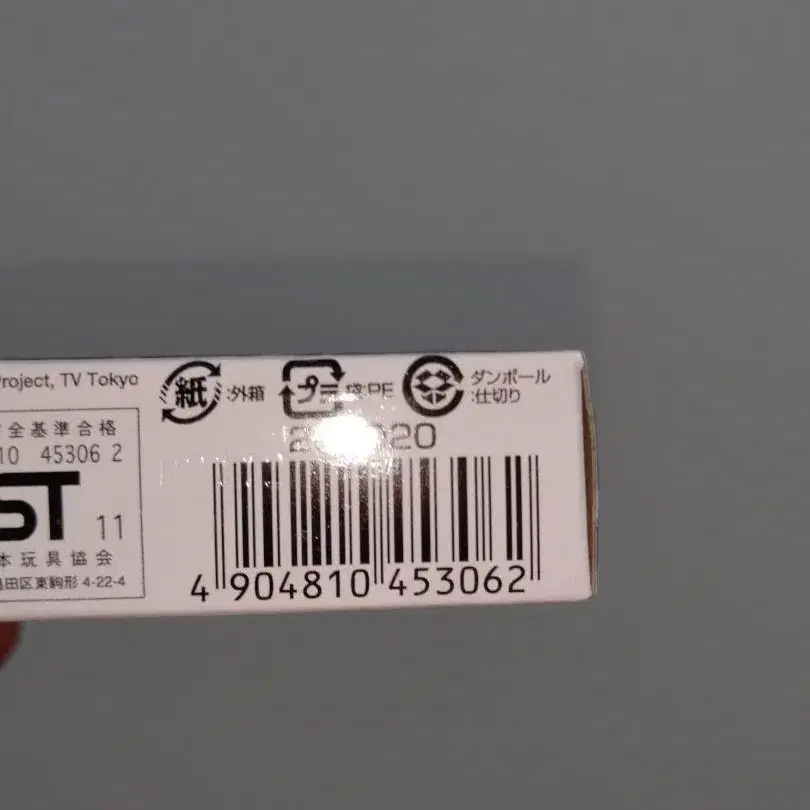 Project, TV Tokyo
全基準合格
10 45306 2
ST 11
本玩具協会
田区東駒形 4-22-4
紙 :外箱
プラ 袋:PE
ダンボール
:仕切り
4 904810 453062